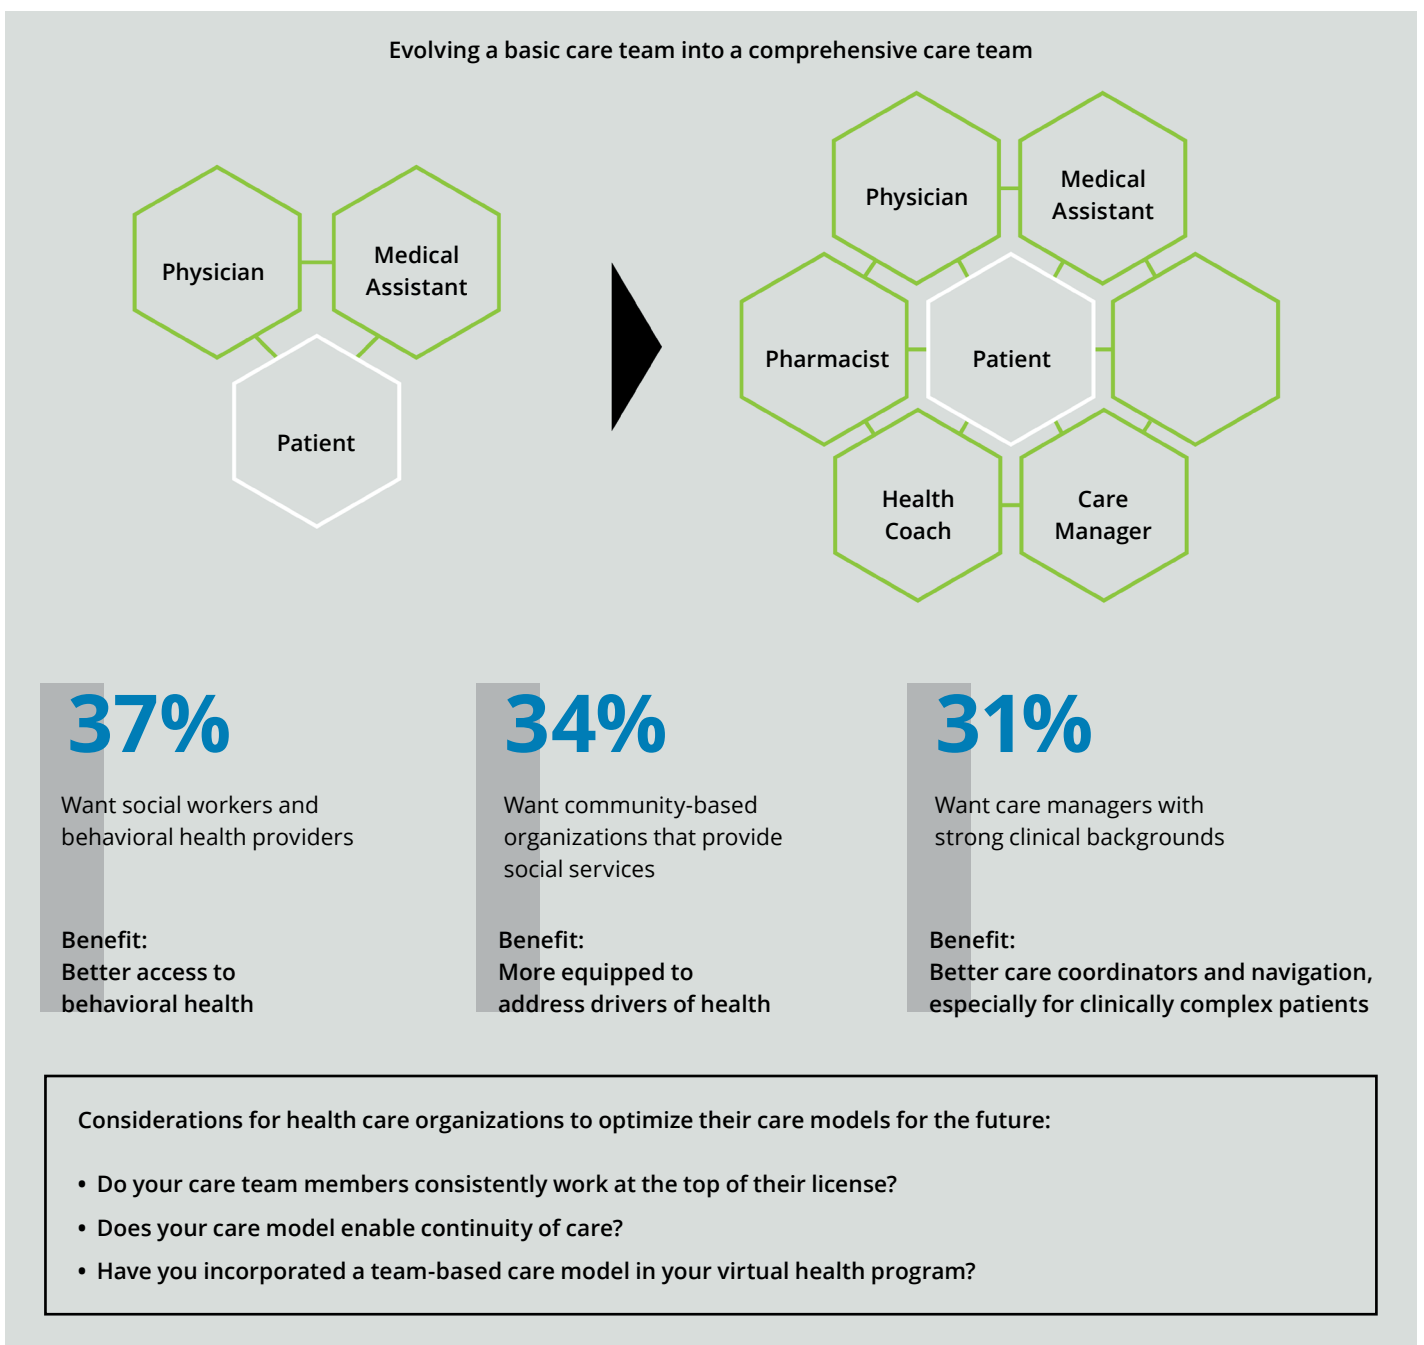 Evolving a basic care team into a comprehensive care team
Physician
Medical
Assistant
Patient
Physician
Medical
Assistant
Pharmacist
Patient
Health
Coach
Care
Manager
37%
Want social workers and
behavioral health providers
Benefit:
Better access to
behavioral health
34%
Want community-based
organizations that provide
social services
Benefit:
More equipped to
address drivers of health
31%
Want care managers with
strong clinical backgrounds
Benefit:
Better care coordinators and navigation,
especially for clinically complex patients
Considerations for health care organizations to optimize their care models for the future:
• Do your care team members consistently work at the top of their license?
• Does your care model enable continuity of care?
• Have you incorporated a team-based care model in your virtual health program?